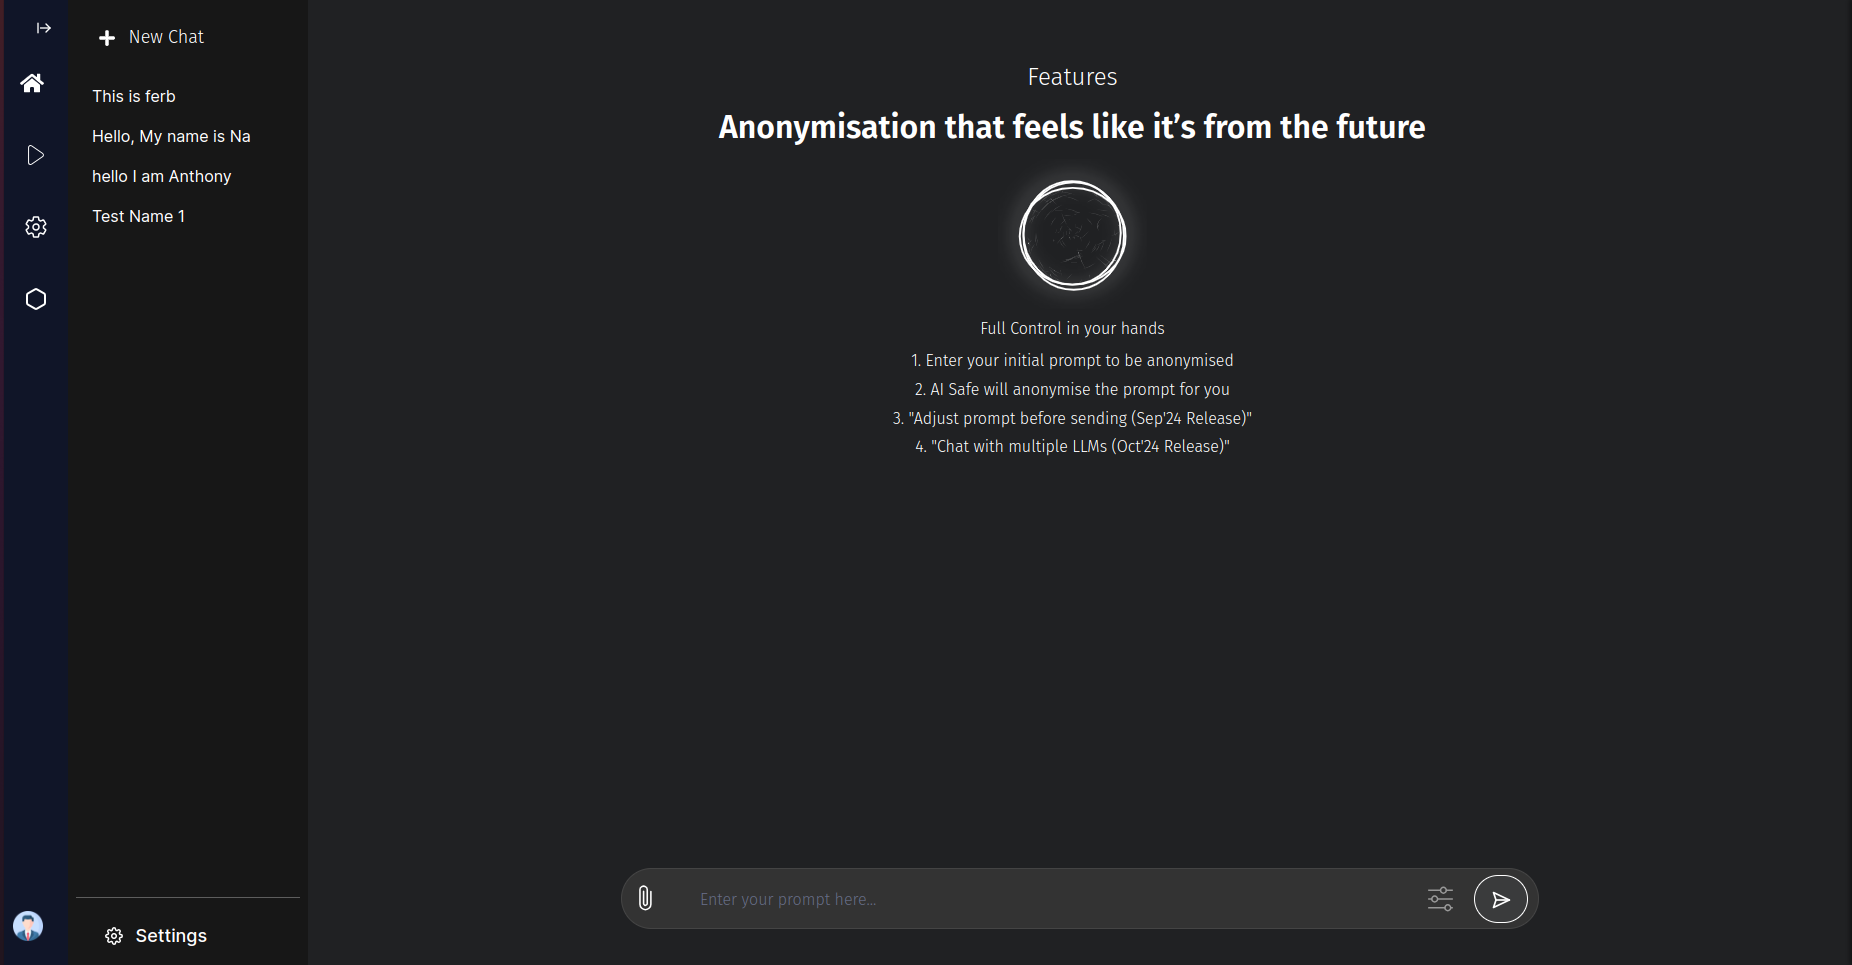 New Chat
This is ferb
Hello, My name is Na
hello I am Anthony
Test Name 1
Settings
Features
Anonymisation that feels like it’s from the future
Full Control in your hands
1. Enter your initial prompt to be anonymised
2. AI Safe will anonymise the prompt for you
3. "Adjust prompt before sending (Sep'24 Release)"
4. "Chat with multiple LLMs (Oct'24 Release)"
Enter your prompt here...